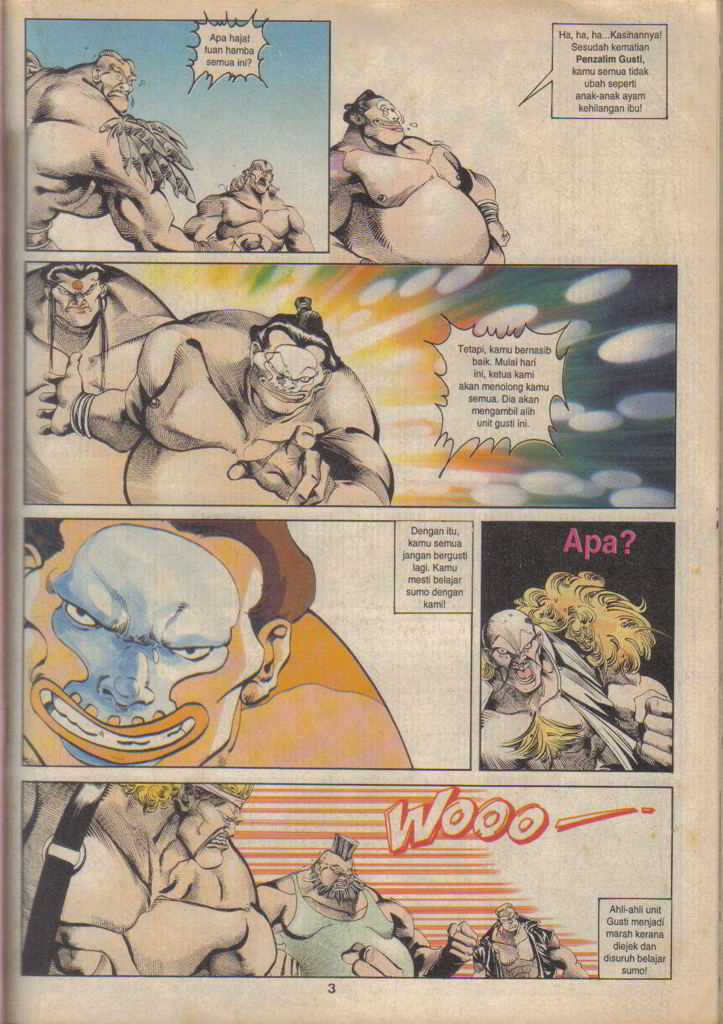 Apa hajat
tuan hamba
semua ini?
Ha, ha, ha...Kasihannya!
Sesudah kematian
Penzalim Gusti,
kamu semua tidak
ubah seperti
anak-anak ayam
kehilangan ibu!
Tetapi, kamu bernasib
baik. Mulai hari
ini, ketua kami
akan menolong kamu
semua. Dia akan
mengambil alih
unit gusti ini.
Dengan itu,
kamu semua
jangan bergusti
lagi. Kamu
mesti belajar
sumo dengan
kami!
Apa?
WOOO
Ahli-ahli unit
Gusti menjadi
marah kerana
diejek dan
disuruh belajar
sumo!
3